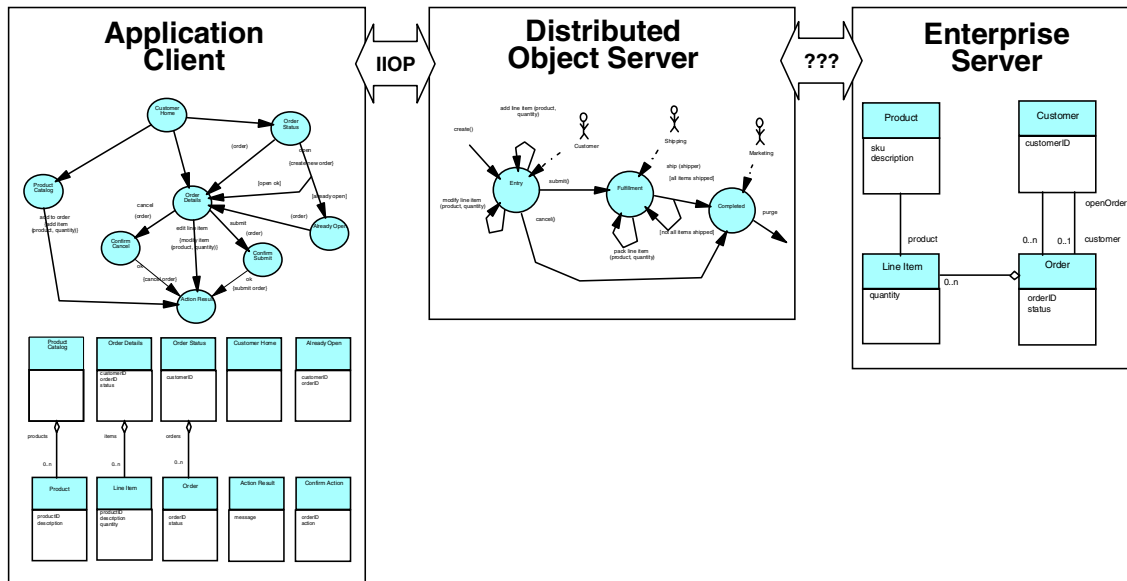 Application
Client
IIOP
Distributed
Object Server
???
Enterprise
Server
Customer
Home
Order
Status
(order)
open
{create new order}
[open ok]
[already open]
Product
Catalog
Order
Details
add to order
{add item
(product, quantity)}
cancel
(order)
edit line item
{modify item
(product, quantity)}
submit
(order)
(order)
Already Open
Confirm
Cancel
Confirm
Submit
ok
{cancel order}
ok
{submit order}
Action Result
Product
Catalog
Order Details
customerID
orderID
status
Order Status
customerID
Customer Home
Already Open
customerID
orderID
products
0..n
items
0..n
orders
0..n
Product
productID
description
Line Item
productID
description
quantity
Order
orderID
status
Action Result
message
Confirm Action
orderID
action
add line item (product,
quantity)
create()
Customer
Shipping
Marketing
Entry
submit()
Fulfillment
ship (shipper)
[all items shipped]
Completed
modify line item
(product, quantity)
cancel()
[not all items shipped]
pack line item
(product, quantity)
purge
Product
sku
description
Customer
customerID
openOrder
product
0..n
0..1
customer
Line Item
quantity
0..n
Order
orderID
status